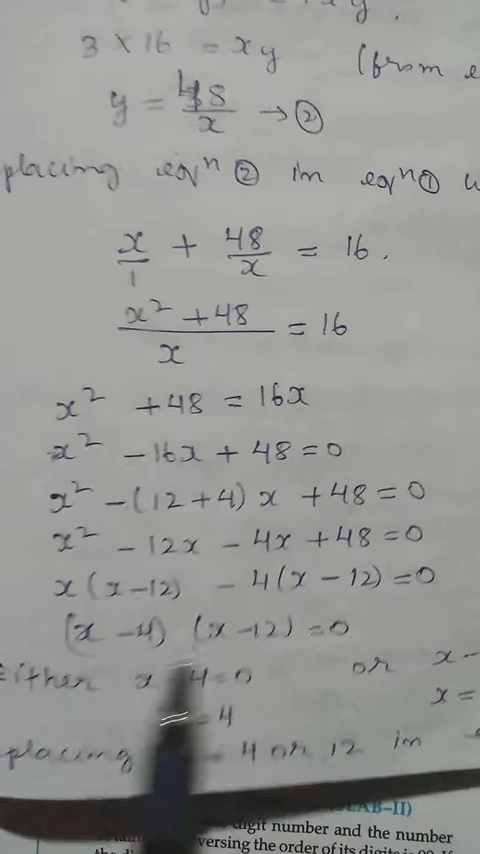 y.
3 × 16 = xy (from
y = 48/x → ②
placing eqⁿ ② in eqⁿ ①
x/1 + 48/x = 16.
x² + 48/x = 16
x² + 48 = 16x
x² - 16x + 48 = 0
x² - (12 + 4) x + 48 = 0
x² - 12x - 4x + 48 = 0
x (x - 12) - 4 (x - 12) = 0
(x - 4) (x - 12) = 0
Either x 4 = 0 or x -
= 4 x =
placing 4 or 12 in
LAB–II)
digit number and the number
versing the order of its digits is